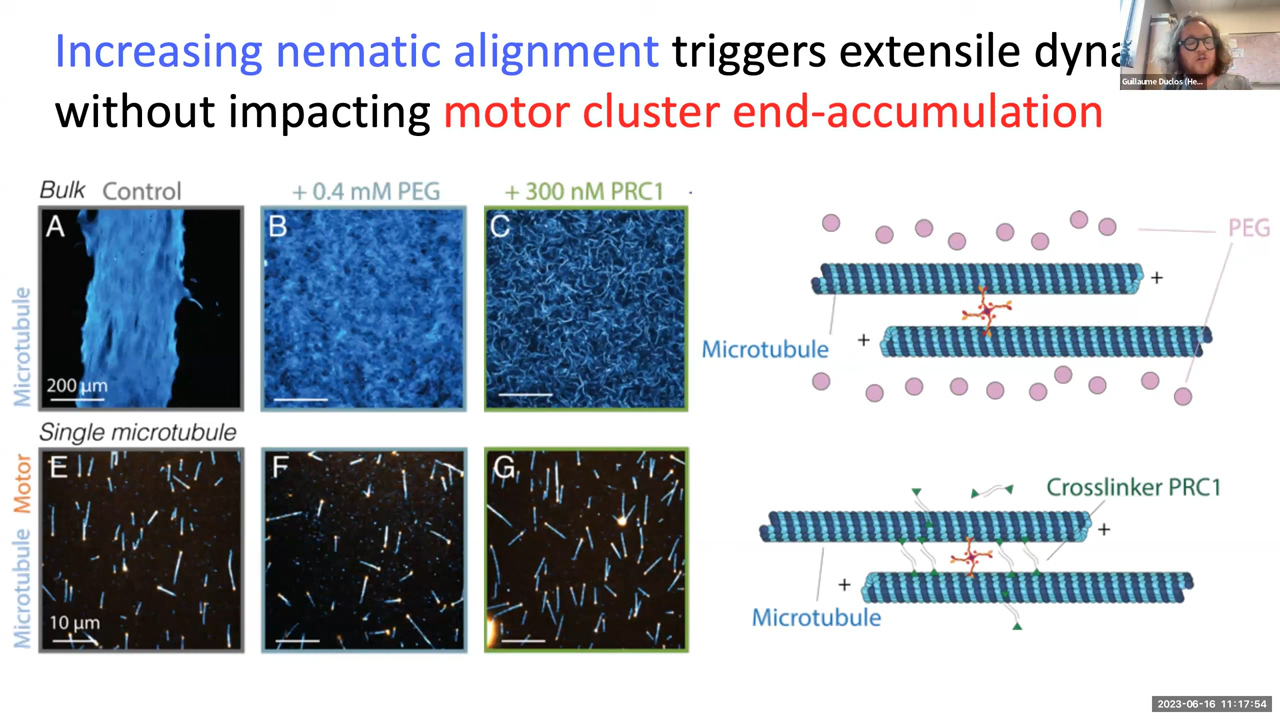 Increasing nematic alignment triggers extensile dyna
without impacting motor cluster end-accumulation
Guillaume Duclos (He...
Bulk Control
+ 0.4 mM PEG
+ 300 nM PRC1
A
B
C
Microtubule
200 µm
Single microtubule
E
F
G
Microtubule Motor
10 µm
PEG
+
Microtubule
+
Crosslinker PRC1
+
+
Microtubule
2023-06-16 11:17:54